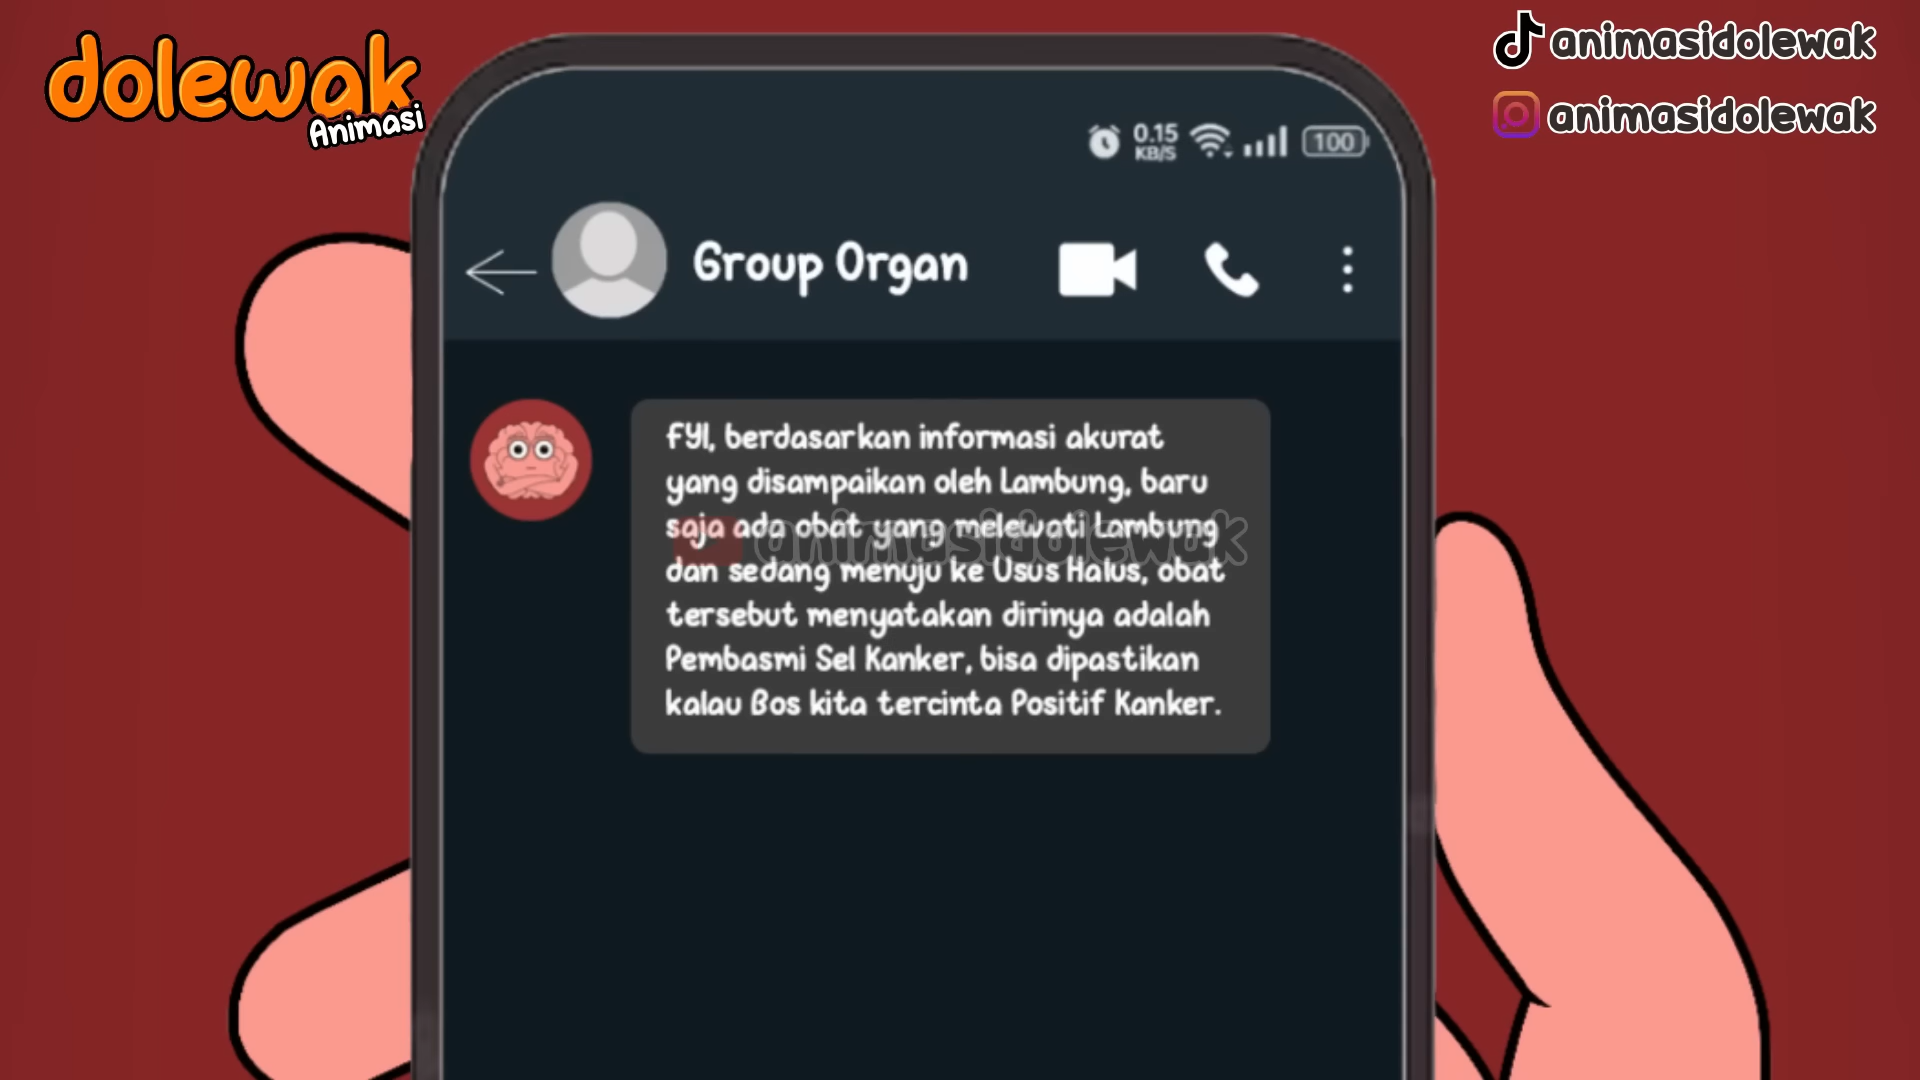 dolewak
Animasi
animasidolewak
animasidolewak
0.15
KB/S
100
Group Organ
FYI, berdasarkan informasi akurat
yang disampaikan oleh Lambung, baru
saja ada obat yang melewati Lambung
animasidolewak
dan sedang menuju ke Usus Halus, obat
tersebut menyatakan dirinya adalah
Pembasmi Sel Kanker, bisa dipastikan
kalau Bos kita tercinta Positif Kanker.